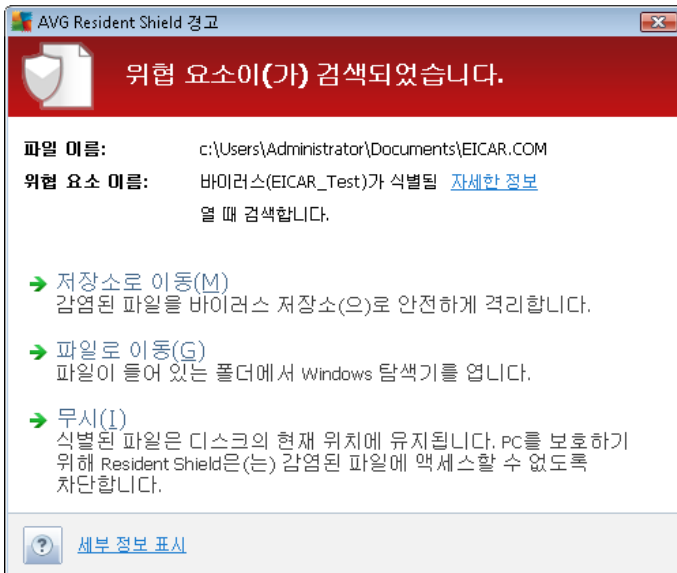 AVG Resident Shield 경고
위협 요소이(가) 검색되었습니다.
파일 이름: c:\Users\Administrator\Documents\EICAR.COM
위협 요소 이름: 바이러스(EICAR_Test)가 식별됨 자세한 정보
열 때 검색합니다.
저장소로 이동(M)
감염된 파일을 바이러스 저장소(으)로 안전하게 격리합니다.
파일로 이동(G)
파일이 들어 있는 폴더에서 Windows 탐색기를 엽니다.
무시(I)
식별된 파일은 디스크의 현재 위치에 유지됩니다. PC를 보호하기
위해 Resident Shield은(는) 감염된 파일에 액세스할 수 없도록
차단합니다.
세부 정보 표시